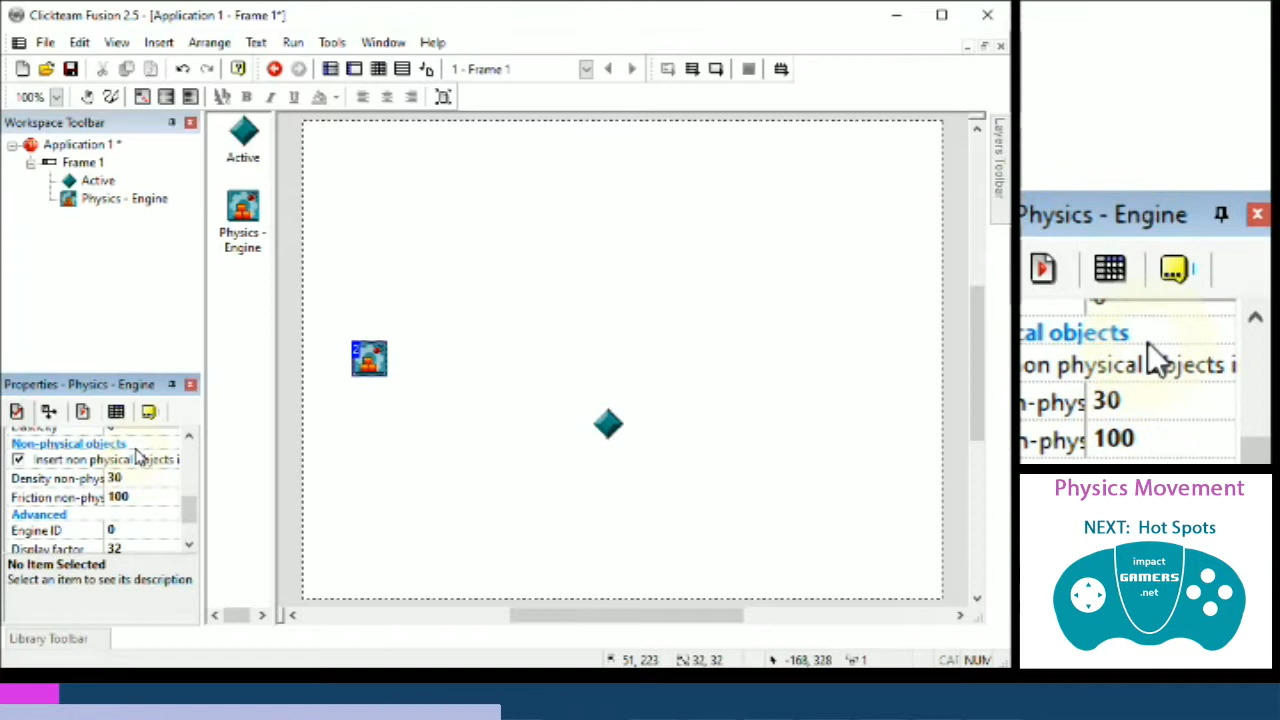 Clickteam Fusion 2.5 - [Application 1 - Frame 1*]
File Edit View Insert Arrange Text Run Tools Window Help
1 - Frame 1
100%
Workspace Toolbar
Application 1 *
Frame 1
Active
Physics - Engine
Active
Physics -
Engine
Layers Toolbar
2
Properties - Physics - Engine
Non-physical objects
Insert non physical objects i
Density non-phys 30
Friction non-phys 100
Advanced
Engine ID 0
Display factor 32
No Item Selected
Select an item to see its description
Library Toolbar
51, 223 32, 32 -168, 328 1 CAP NUM
Physics - Engine
cal objects
on physical objects i
n-phys 30
n-phys 100
Physics Movement
NEXT: Hot Spots
impact
GAMERS
.net